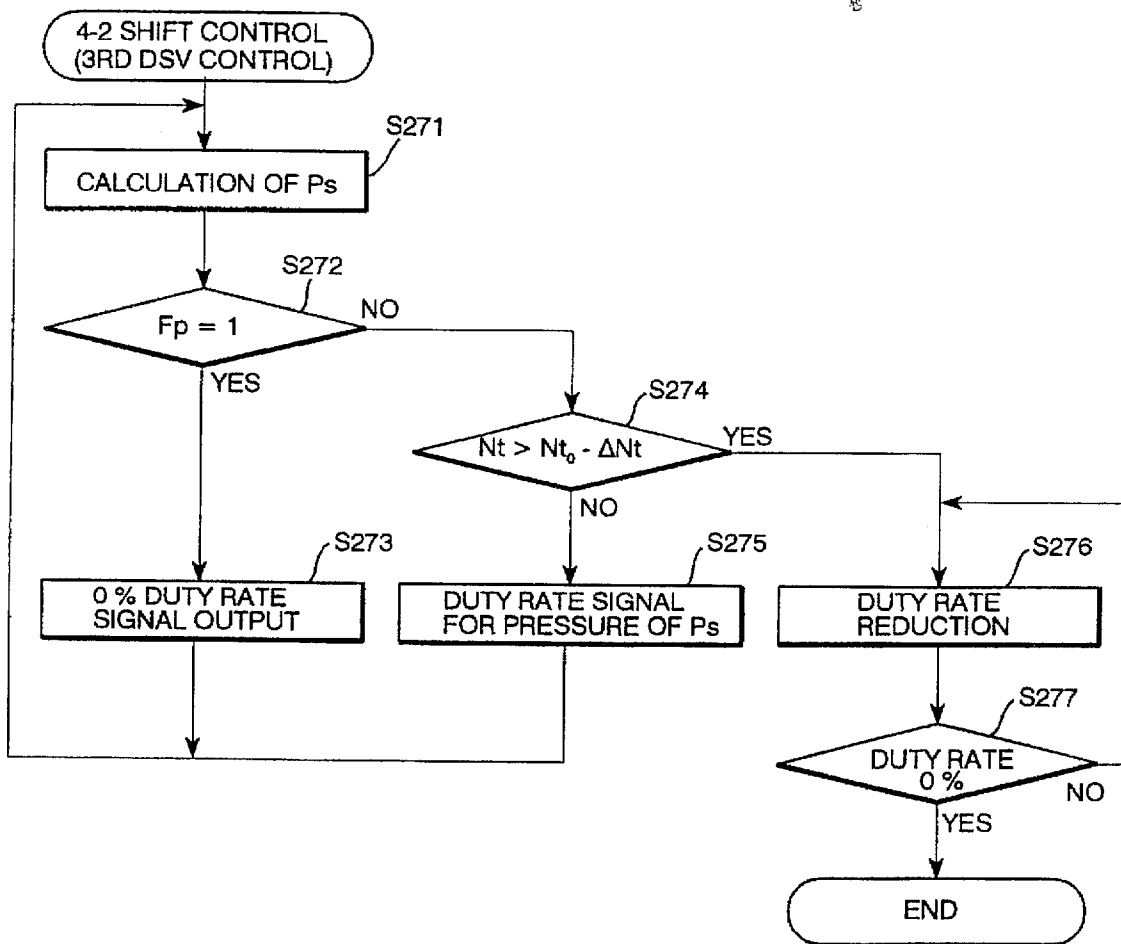 4-2 SHIFT CONTROL
(3RD DSV CONTROL)
S271
CALCULATION OF Ps
S272
Fp = 1
NO
YES
S274
Nt > Nt₀ - ΔNt
YES
NO
S273
0 % DUTY RATE
SIGNAL OUTPUT
S275
DUTY RATE SIGNAL
FOR PRESSURE OF Ps
S276
DUTY RATE
REDUCTION
S277
DUTY RATE
0 %
NO
YES
END